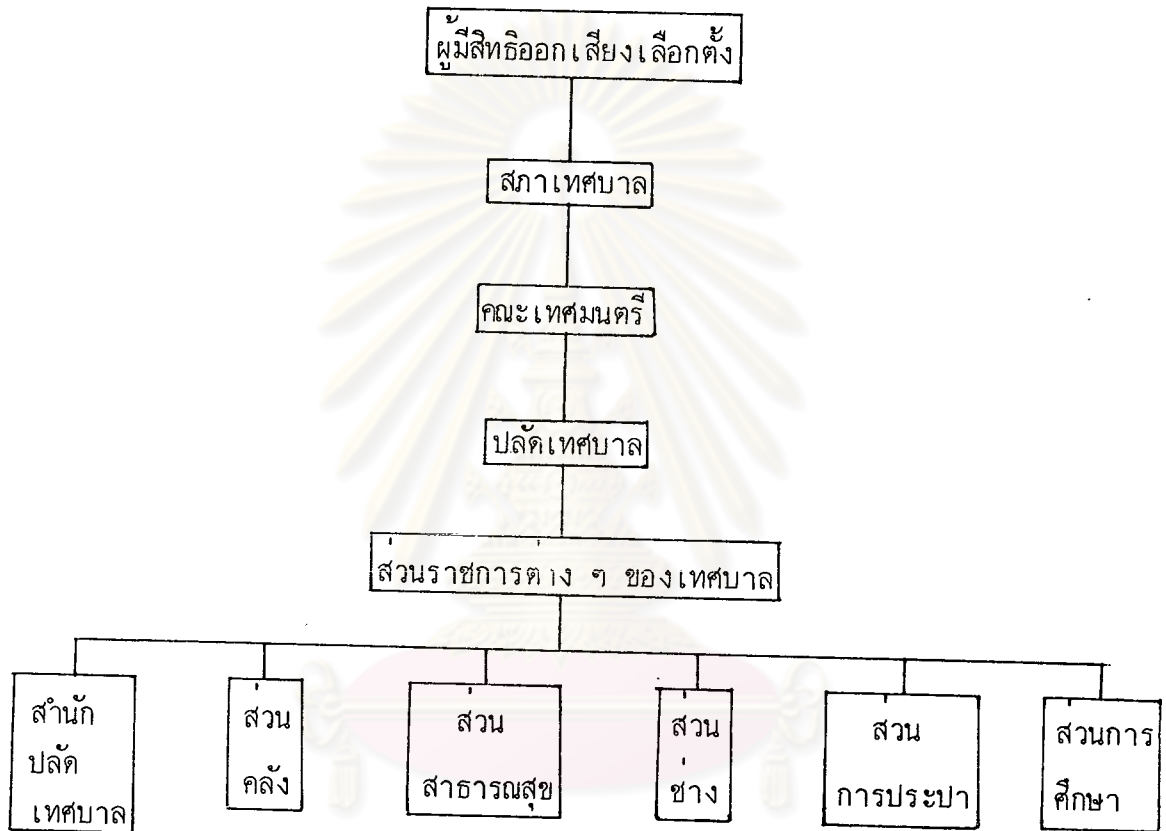 ผู้มีสิทธิออกเสียงเลือกตั้ง
สภาเทศบาล
คณะเทศมนตรี
ปลัดเทศบาล
ส่วนราชการต่าง ๆ ของเทศบาล
สำนัก
ปลัด
เทศบาล
ส่วน
คลัง
ส่วน
สาธารณสุข
ส่วน
ช่าง
ส่วน
การประปา
ส่วนการ
ศึกษา